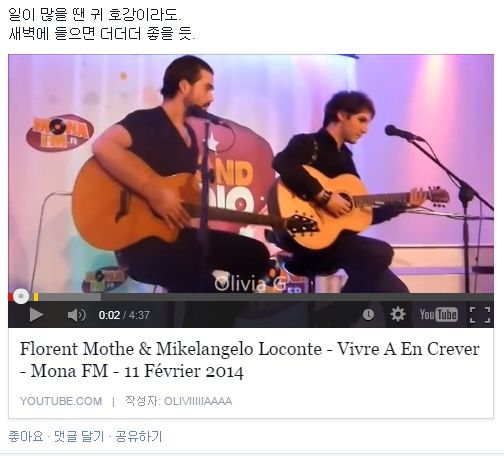 일이 많을 땐 귀 호강이라도.
새벽에 들으면 더더더 좋을 듯.
MONA
FM.FR
ND
Olivia G
0:02 / 4:37
YouTube
Florent Mothe & Mikelangelo Loconte - Vivre A En Crever
- Mona FM - 11 Février 2014
YOUTUBE.COM | 작성자: OLIVIIIIIAAAA
좋아요 · 댓글 달기 · 공유하기